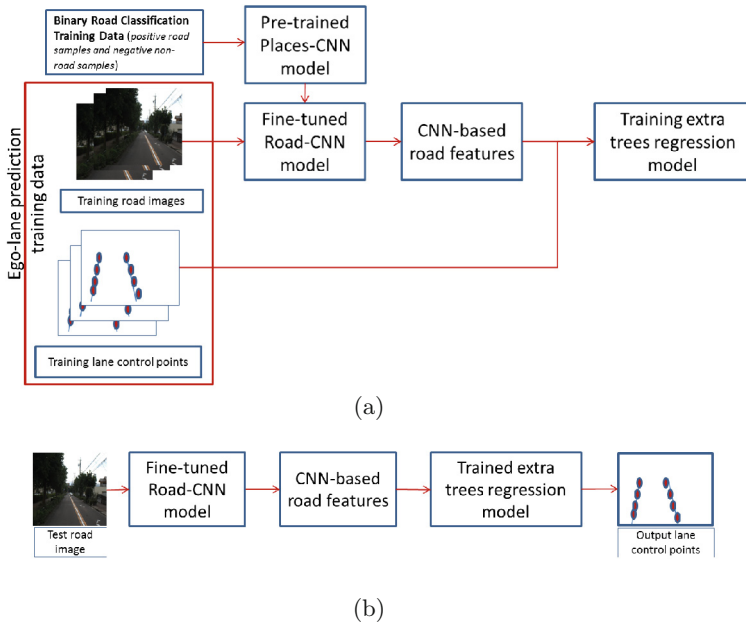 Binary Road Classification
Training Data (positive road
samples and negative non-
road samples)
Pre-trained
Places-CNN
model
Ego-lane prediction
training data
Training road images
Fine-tuned
Road-CNN
model
CNN-based
road features
Training extra
trees regression
model
Training lane control points
(a)
Test road
image
Fine-tuned
Road-CNN
model
CNN-based
road features
Trained extra
trees regression
model
Output lane
control points
(b)